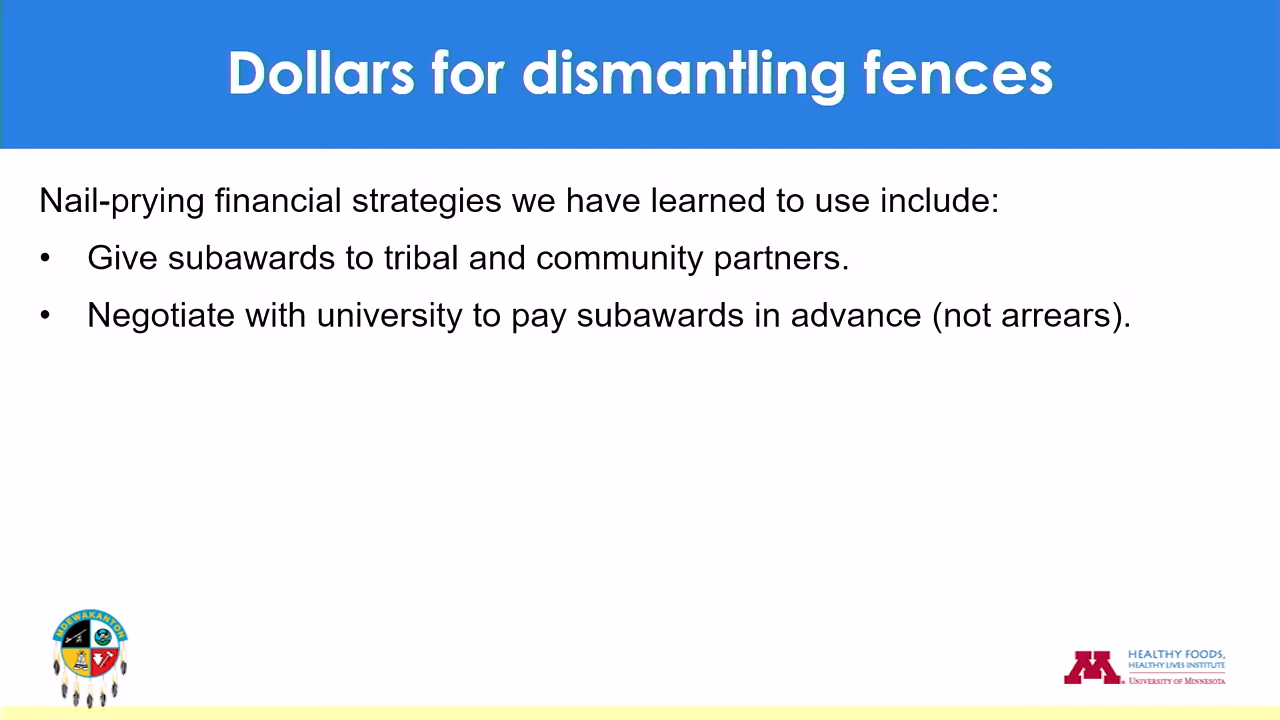 Dollars for dismantling fences
Nail-prying financial strategies we have learned to use include:
• Give subawards to tribal and community partners.
• Negotiate with university to pay subawards in advance (not arrears).
MDEWAKANTON
M
HEALTHY FOODS,
HEALTHY LIVES INSTITUTE
UNIVERSITY OF MINNESOTA